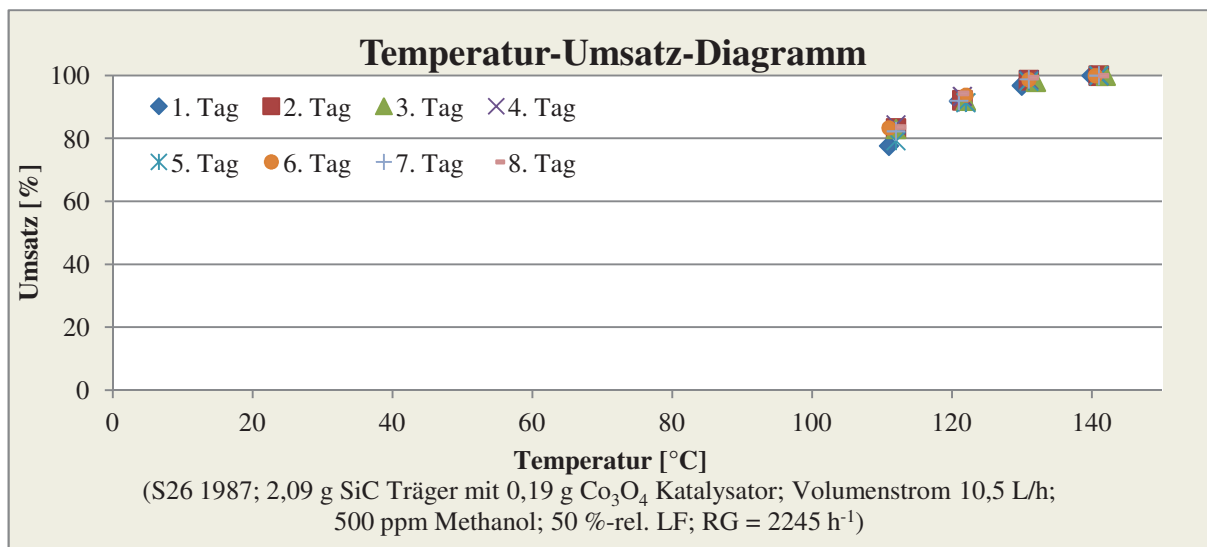 Temperatur-Umsatz-Diagramm
100
80
60
40
20
0
Umsatz [%]
1. Tag 2. Tag 3. Tag 4. Tag
5. Tag 6. Tag 7. Tag 8. Tag
0 20 40 60 80 100 120 140
Temperatur [°C]
(S26 1987; 2,09 g SiC Träger mit 0,19 g Co₃O₄ Katalysator; Volumenstrom 10,5 L/h;
500 ppm Methanol; 50 %-rel. LF; RG = 2245 h⁻¹)